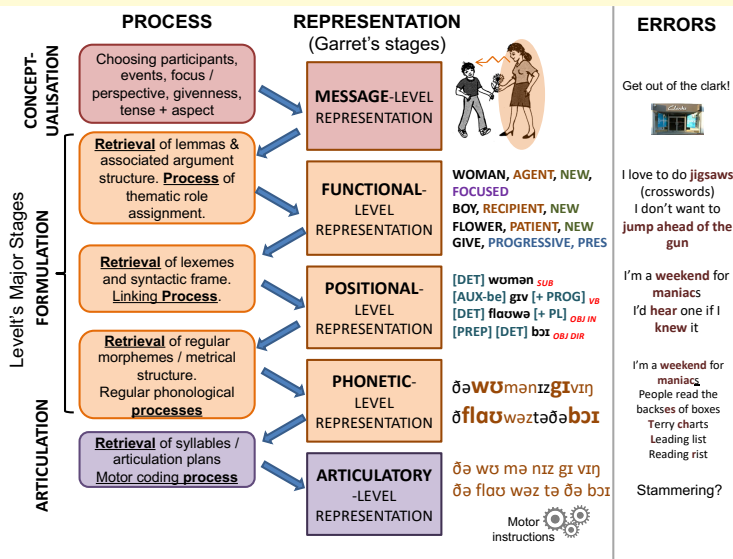 PROCESS
REPRESENTATION
(Garret's stages)
ERRORS
Levelt's Major Stages
CONCEPT-
UALISATION
FORMULATION
ARTICULATION
Choosing participants,
events, focus /
perspective, givenness,
tense + aspect
MESSAGE-LEVEL
REPRESENTATION
Get out of the clark!
Clarks
Retrieval of lemmas &
associated argument
structure. Process of
thematic role
assignment.
FUNCTIONAL-
LEVEL
REPRESENTATION
WOMAN, AGENT, NEW,
FOCUSED
BOY, RECIPIENT, NEW
FLOWER, PATIENT, NEW
GIVE, PROGRESSIVE, PRES
I love to do jigsaws
(crosswords)
I don't want to
jump ahead of the
gun
Retrieval of lexemes
and syntactic frame.
Linking Process.
POSITIONAL-
LEVEL
REPRESENTATION
[DET] wʊmən SUB
[AUX-be] gɪv [+ PROG] VB
[DET] flaʊwə [+ PL] OBJ IN
[PREP] [DET] bɔɪ OBJ DIR
I'm a weekend for
maniacs
I'd hear one if I
knew it
Retrieval of regular
morphemes / metrical
structure.
Regular phonological
processes
PHONETIC-
LEVEL
REPRESENTATION
ðəwʊmənɪzgɪvɪŋ
ðflaʊwəztəðəbɔɪ
I'm a weekend for
maniacs
People read the
backses of boxes
Terry charts
Leading list
Reading rist
Retrieval of syllables /
articulation plans
Motor coding process
ARTICULATORY
-LEVEL
REPRESENTATION
ðə wʊ mə nɪz gɪ vɪŋ
ðə flaʊ wəz tə ðə bɔɪ
Motor
instructions
Stammering?